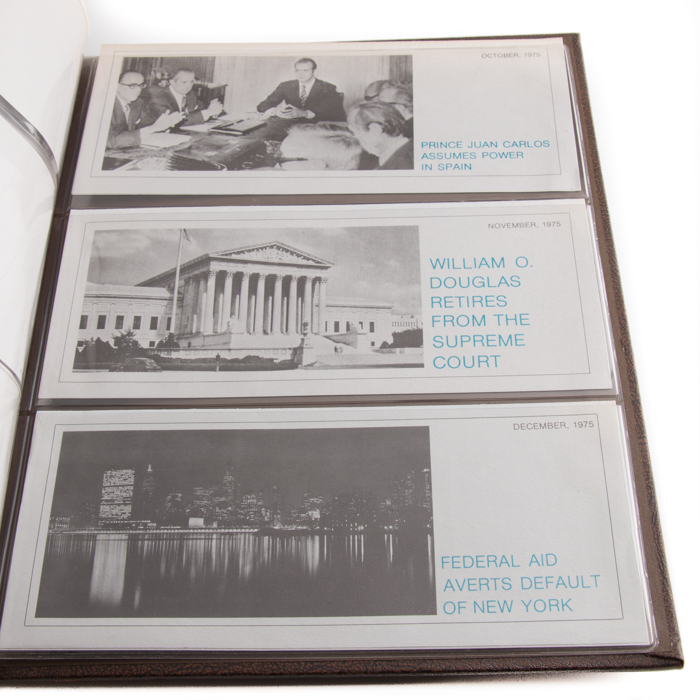 OCTOBER, 1975
PRINCE JUAN CARLOS
ASSUMES POWER
IN SPAIN
NOVEMBER, 1975
WILLIAM O.
DOUGLAS
RETIRES
FROM THE
SUPREME
COURT
DECEMBER, 1975
FEDERAL AID
AVERTS DEFAULT
OF NEW YORK